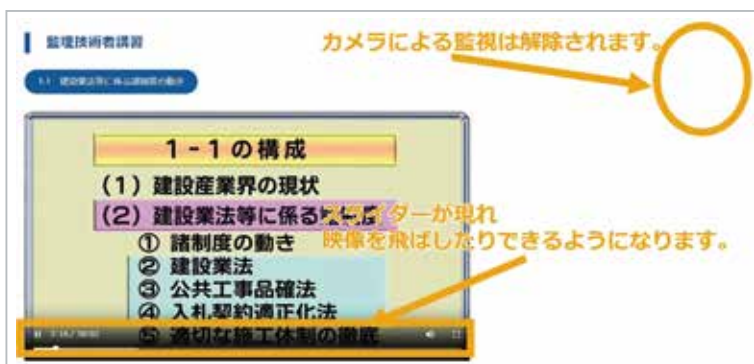 監理技術者講習
カメラによる監視は解除されます。
1-1 建設業法等に係る諸制度の動き
1-1の構成
(1)建設産業界の現状
(2)建設業法等に係る諸制度
スライダーが現れ
① 諸制度の動き
映像を飛ばしたりできるようになります。
② 建設業法
③ 公共工事品確法
④ 入札契約適正化法
⑤ 適切な施工体制の徹底